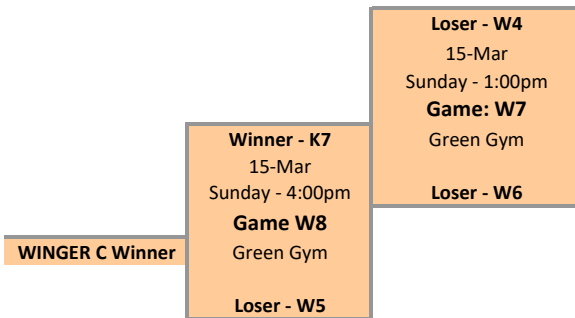 Loser - W4
15-Mar
Sunday - 1:00pm
Game: W7
Green Gym
Loser - W6
Winner - K7
15-Mar
Sunday - 4:00pm
Game W8
Green Gym
Loser - W5
WINGER C Winner